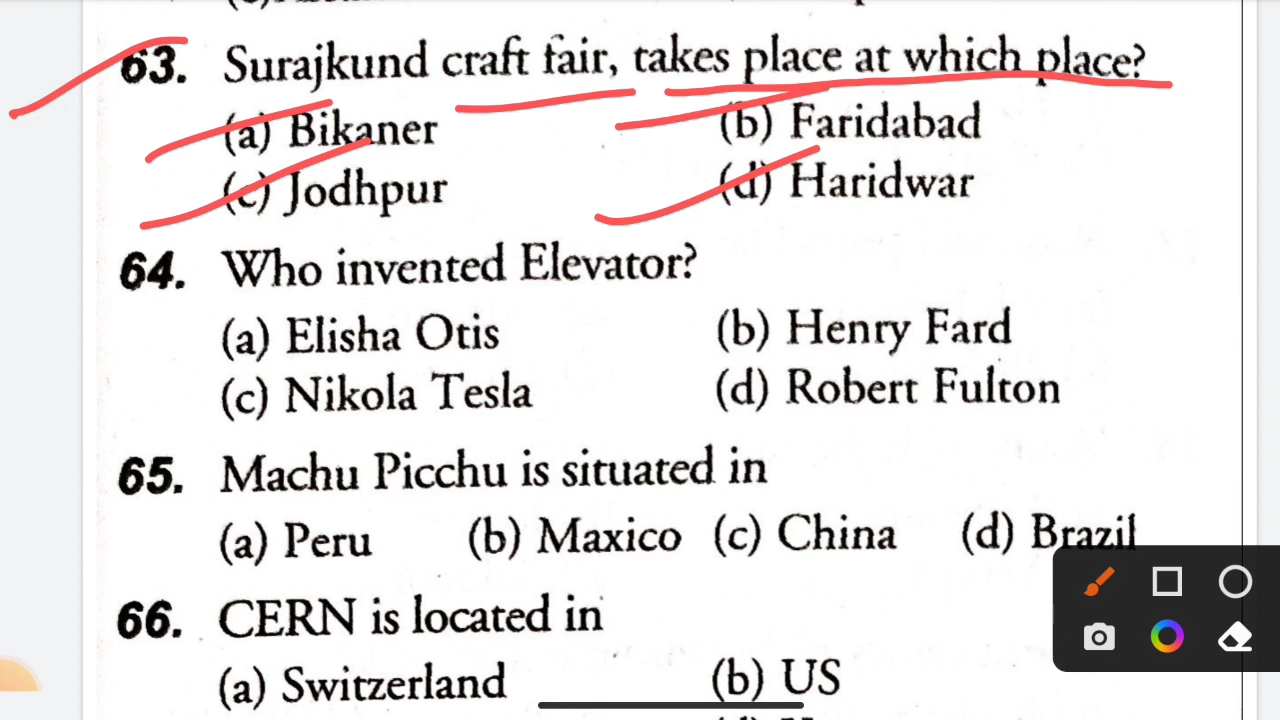 63. Surajkund craft fair, takes place at which place?
(a) Bikaner (b) Faridabad
(c) Jodhpur (d) Haridwar
64. Who invented Elevator?
(a) Elisha Otis (b) Henry Fard
(c) Nikola Tesla (d) Robert Fulton
65. Machu Picchu is situated in
(a) Peru (b) Maxico (c) China (d) Brazil
66. CERN is located in
(a) Switzerland (b) US